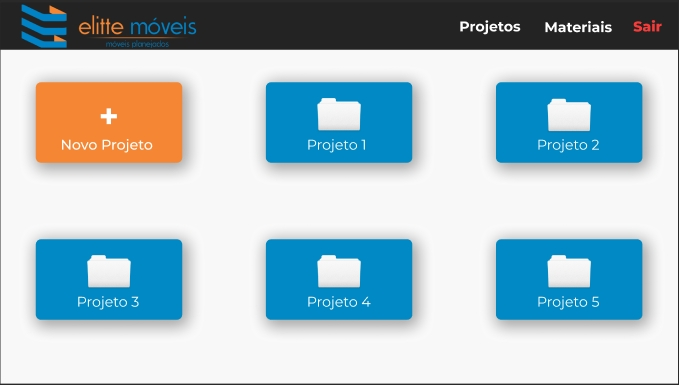 elitte móveis
móveis planejados
Projetos Materiais Sair
+
Novo Projeto
Projeto 1
Projeto 2
Projeto 3
Projeto 4
Projeto 5